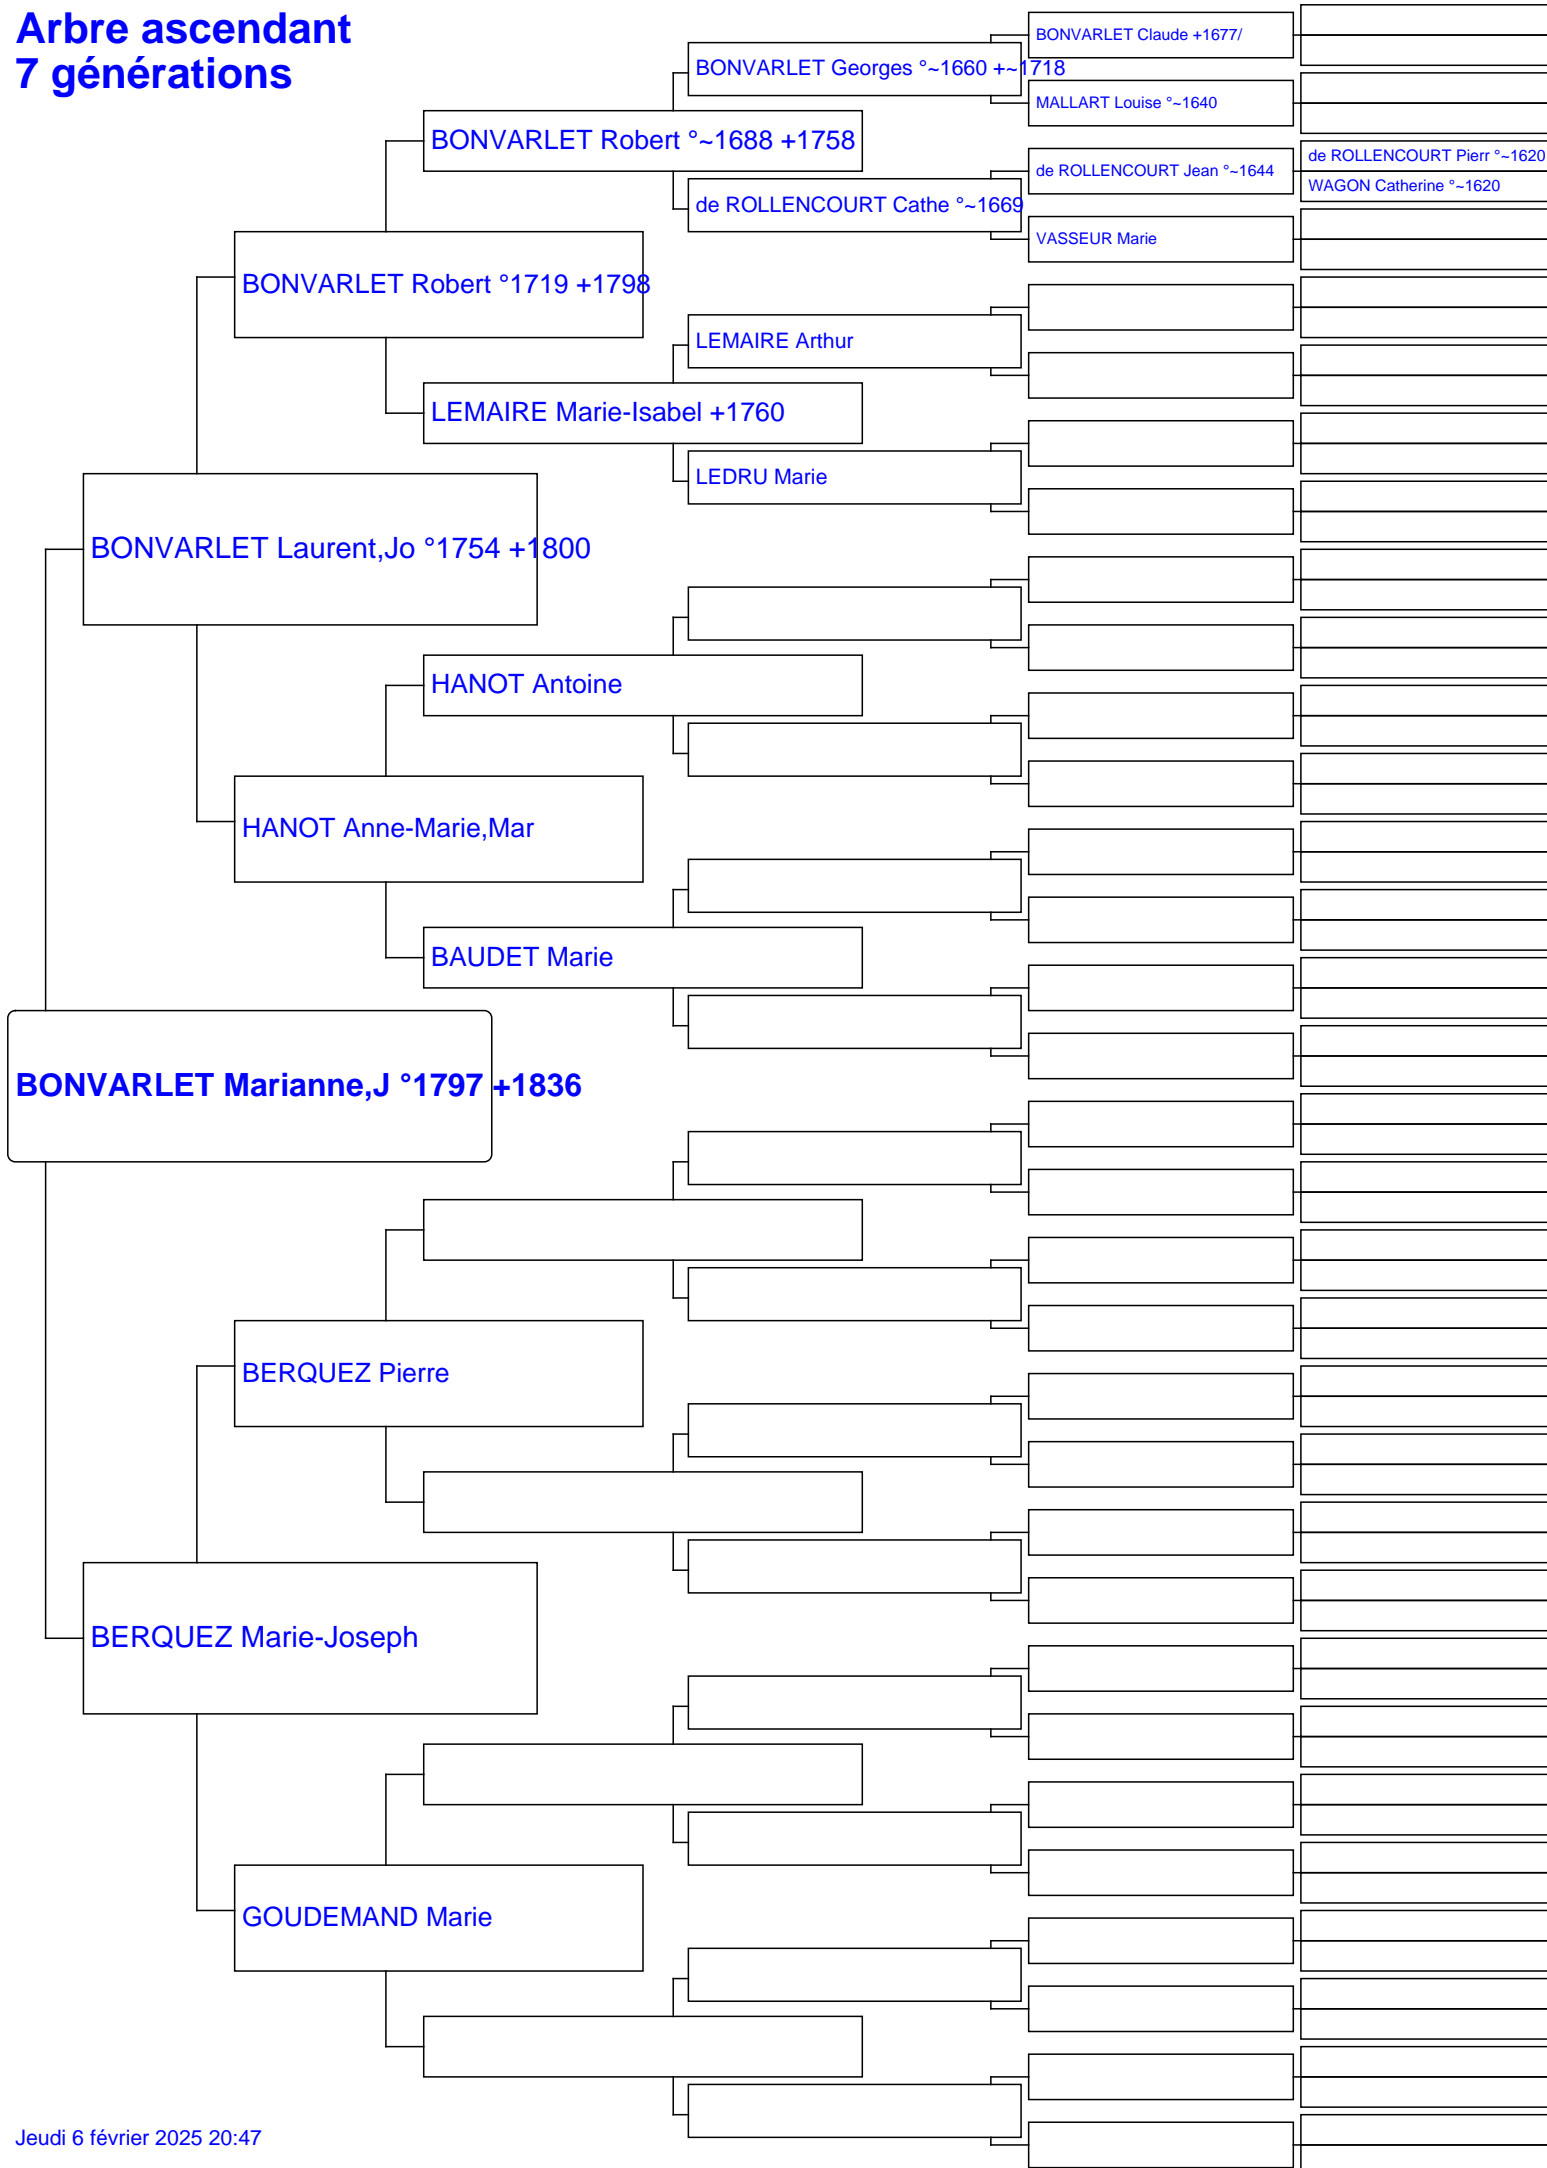 Arbre ascendant
7 générations
BONVARLET Claude +1677/
BONVARLET Georges °~1660 +~1718
MALLART Louise °~1640
BONVARLET Robert °~1688 +1758
de ROLLENCOURT Pierr °~1620
de ROLLENCOURT Jean °~1644
WAGON Catherine °~1620
de ROLLENCOURT Cathe °~1669
VASSEUR Marie
BONVARLET Robert °1719 +1798
LEMAIRE Arthur
LEMAIRE Marie-Isabel +1760
LEDRU Marie
BONVARLET Laurent,Jo °1754 +1800
HANOT Antoine
HANOT Anne-Marie,Mar
BAUDET Marie
BONVARLET Marianne,J °1797 +1836
BERQUEZ Pierre
BERQUEZ Marie-Joseph
GOUDEMAND Marie
Jeudi 6 février 2025 20:47